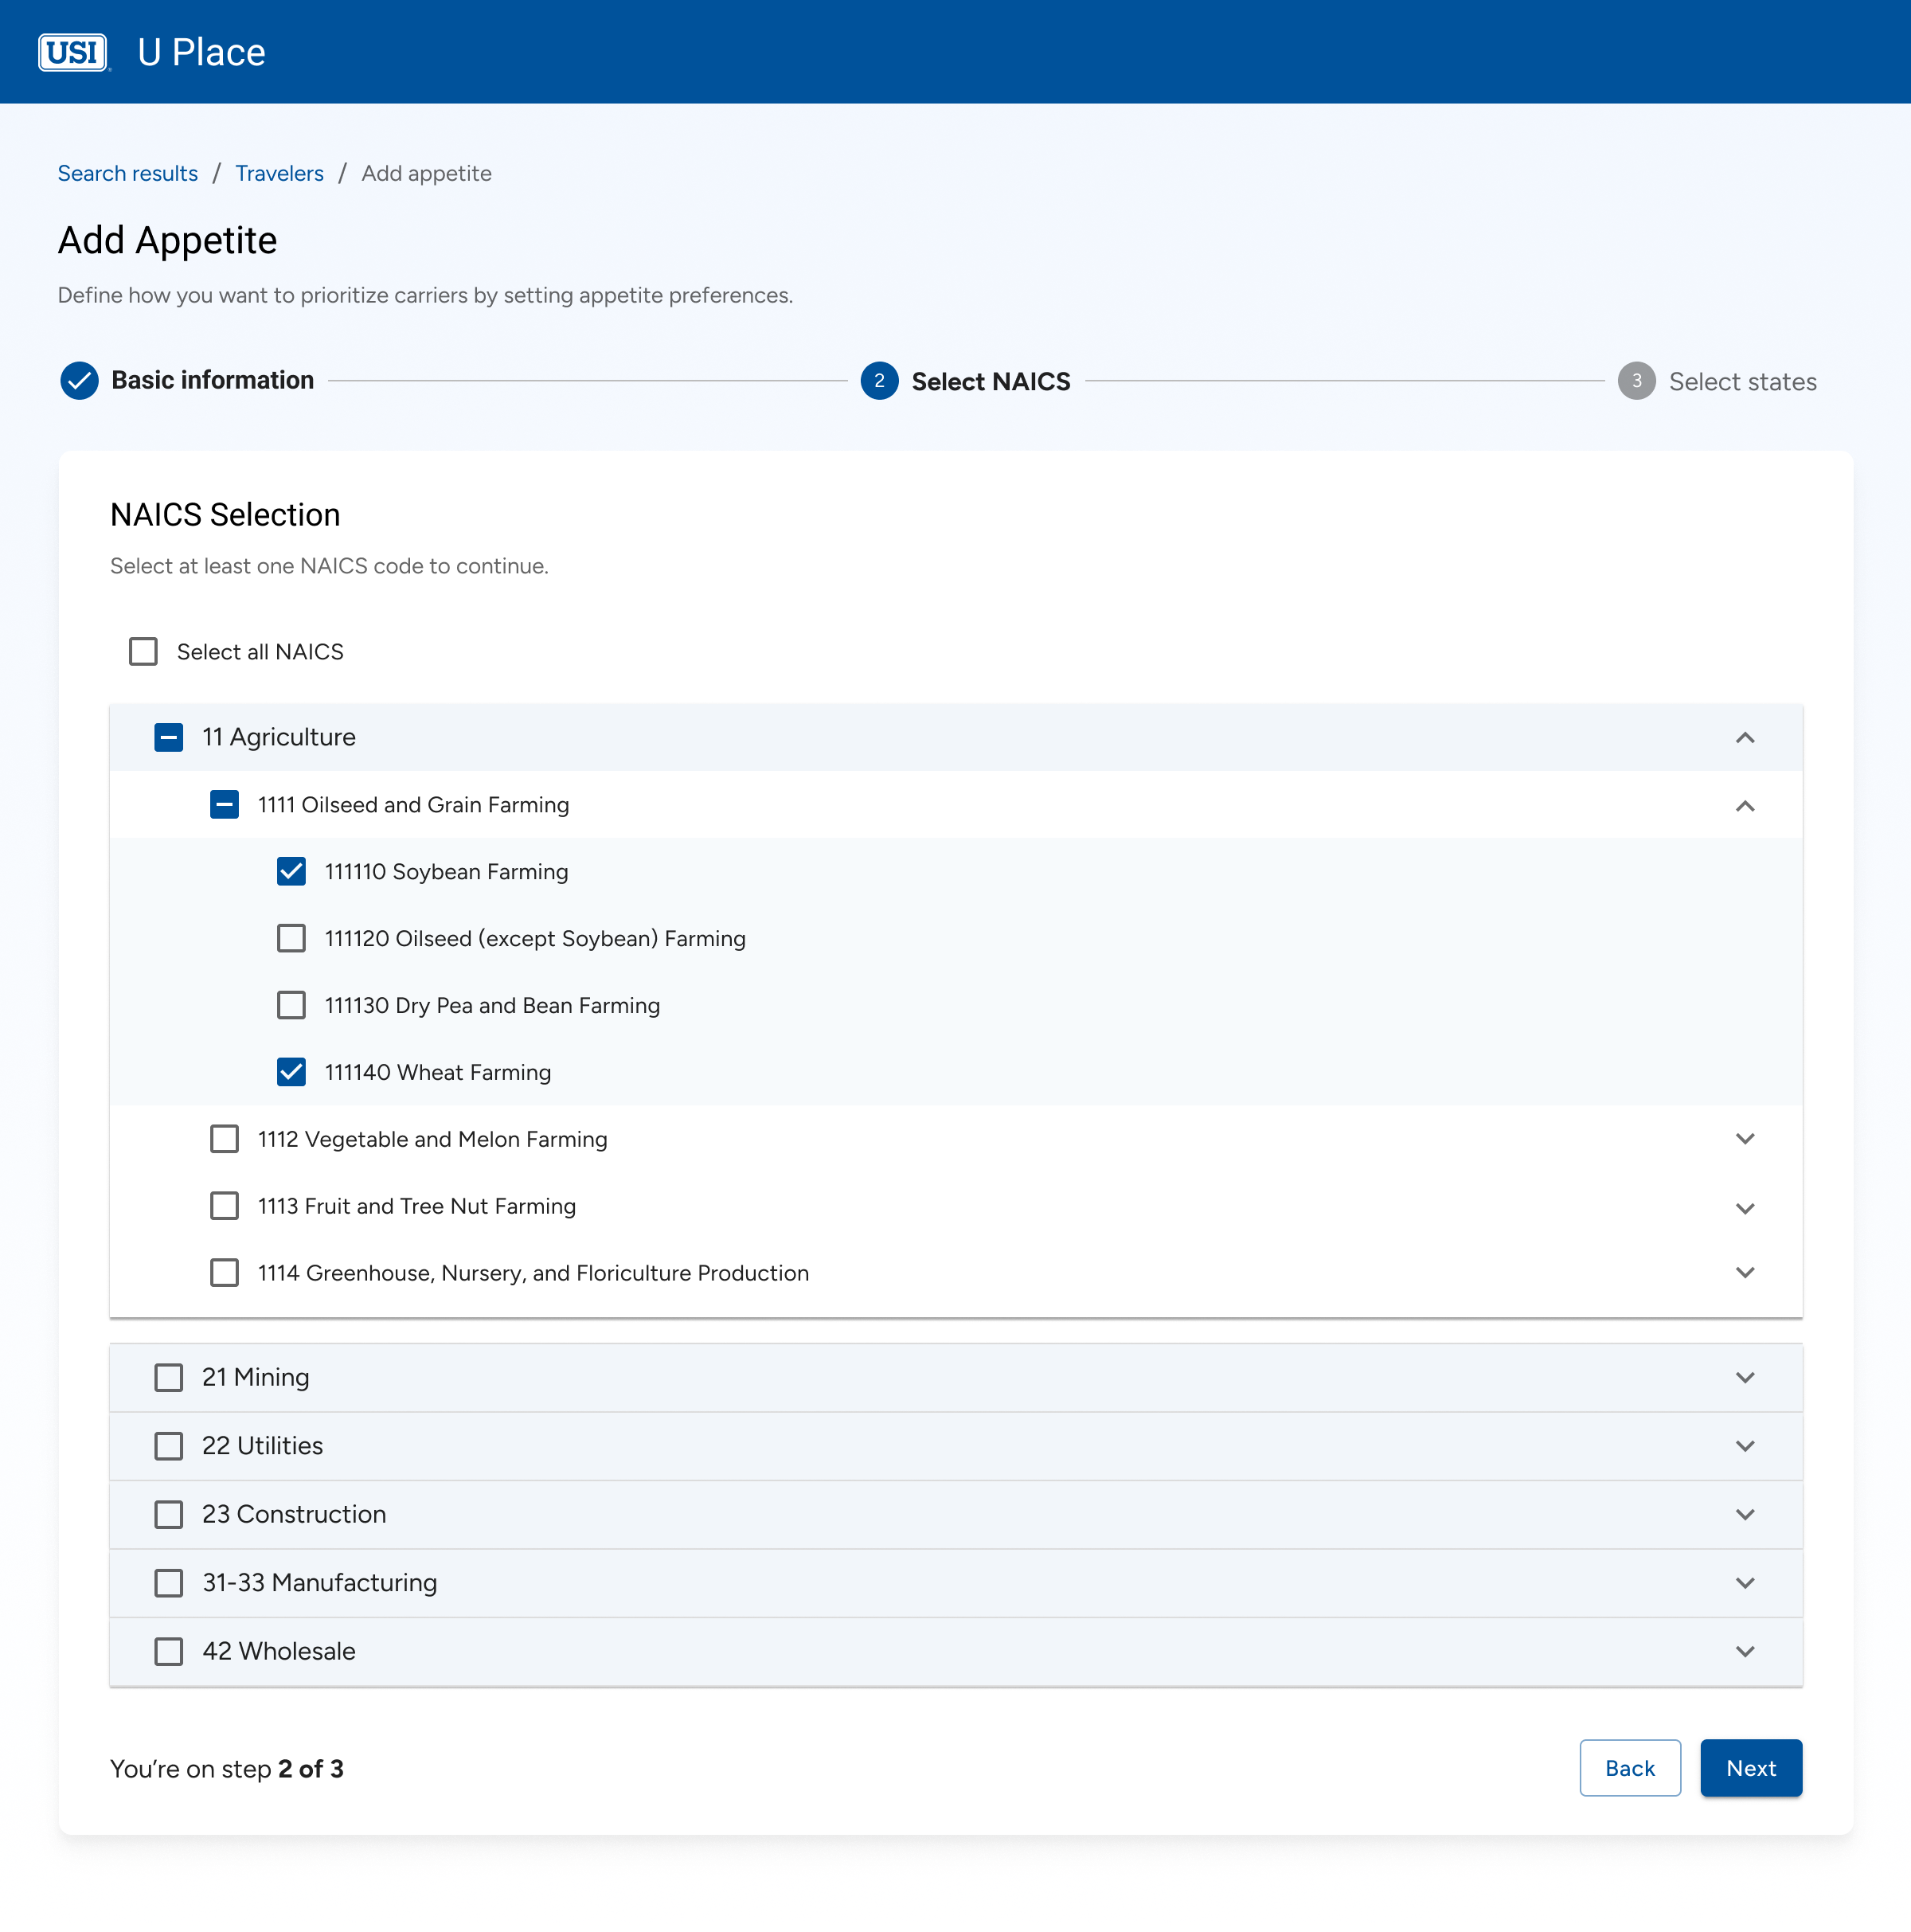 USI U Place
Search results / Travelers / Add appetite
Add Appetite
Define how you want to prioritize carriers by setting appetite preferences.
Basic information 2 Select NAICS 3 Select states
NAICS Selection
Select at least one NAICS code to continue.
Select all NAICS
11 Agriculture
1111 Oilseed and Grain Farming
111110 Soybean Farming
111120 Oilseed (except Soybean) Farming
111130 Dry Pea and Bean Farming
111140 Wheat Farming
1112 Vegetable and Melon Farming
1113 Fruit and Tree Nut Farming
1114 Greenhouse, Nursery, and Floriculture Production
21 Mining
22 Utilities
23 Construction
31-33 Manufacturing
42 Wholesale
You’re on step 2 of 3 Back Next